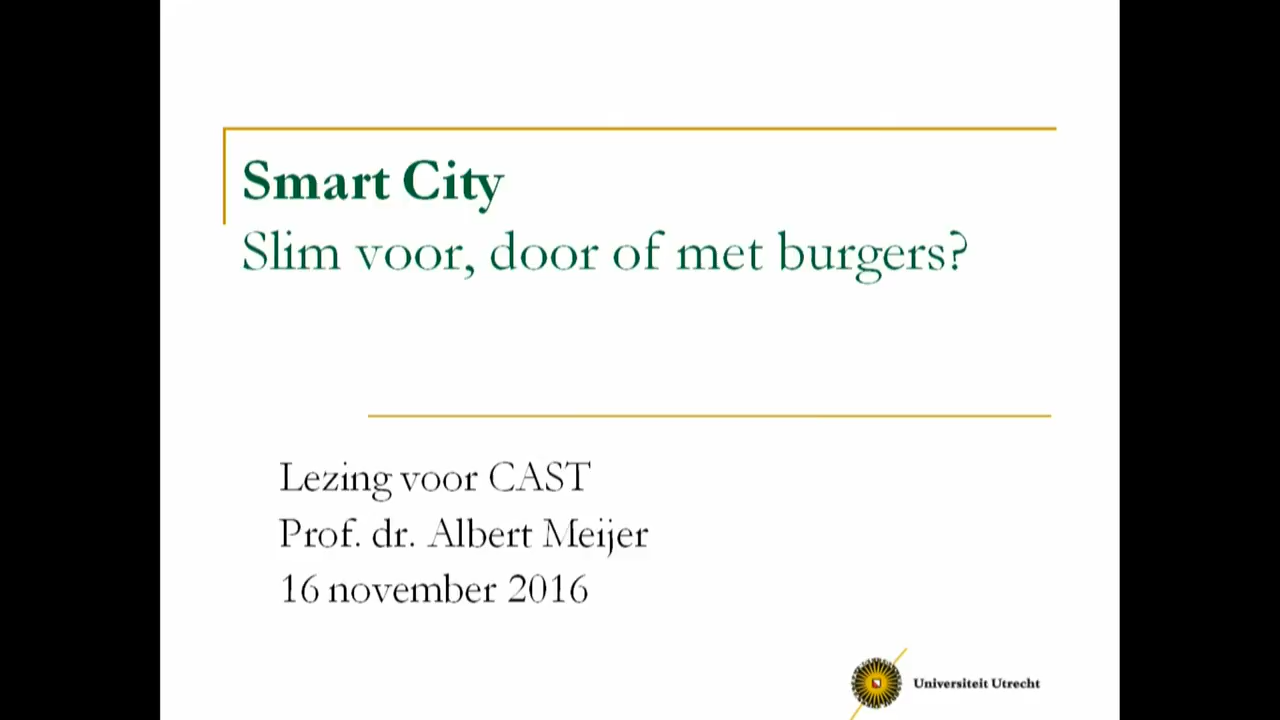 Smart City
Slim voor, door of met burgers?
Lezing voor CAST
Prof. dr. Albert Meijer
16 november 2016
Universiteit Utrecht